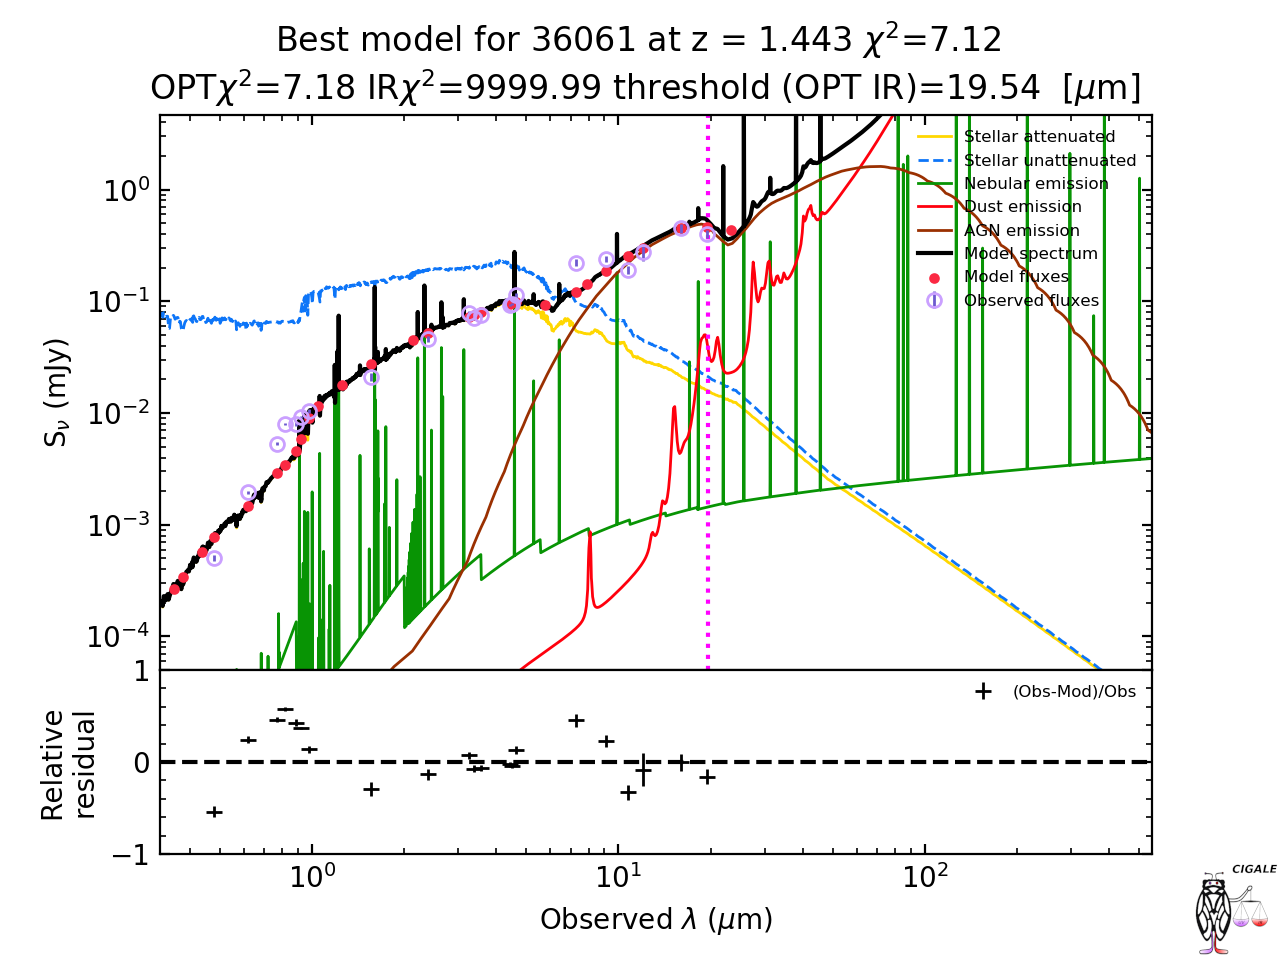 Best model for 36061 at z = 1.443 χ²=7.12
OPTχ²=7.18 IRχ²=9999.99 threshold (OPT IR)=19.54 [μm]
Stellar attenuated
Stellar unattenuated
Nebular emission
Dust emission
AGN emission
Model spectrum
Model fluxes
Observed fluxes
10⁰
10⁻¹
10⁻²
10⁻³
10⁻⁴
S_ν (mJy)
1
0
−1
Relative
residual
(Obs-Mod)/Obs
10⁰
10¹
10²
Observed λ (μm)
CIGALE